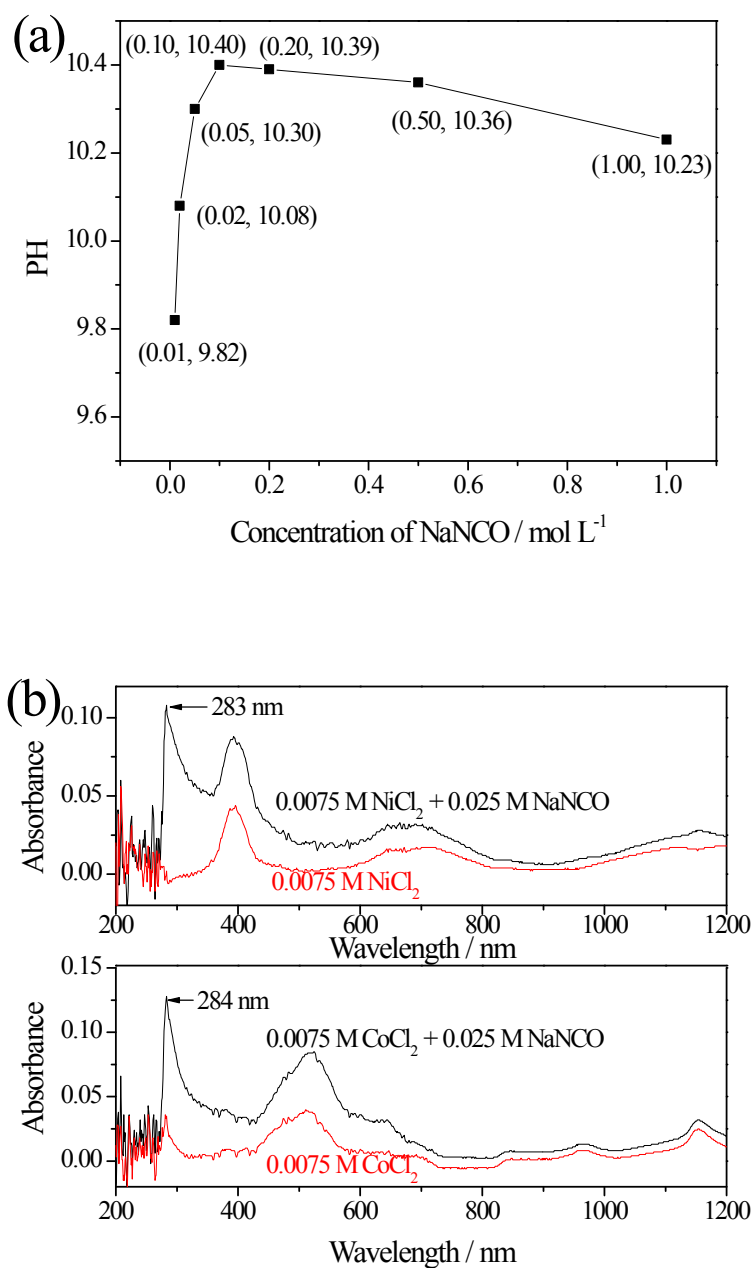 (a)
(0.10, 10.40) (0.20, 10.39)
10.4
(0.05, 10.30)
(0.50, 10.36)
10.2
(1.00, 10.23)
(0.02, 10.08)
10.0
PH
9.8
(0.01, 9.82)
9.6
0.0 0.2 0.4 0.6 0.8 1.0
Concentration of NaNCO / mol L⁻¹
(b)
0.10
283 nm
0.05
0.0075 M NiCl₂ + 0.025 M NaNCO
Absorbance
0.00
0.0075 M NiCl₂
200 400 600 800 1000 1200
Wavelength / nm
0.15
284 nm
0.10
0.0075 M CoCl₂ + 0.025 M NaNCO
Absorbance
0.05
0.00
0.0075 M CoCl₂
200 400 600 800 1000 1200
Wavelength / nm